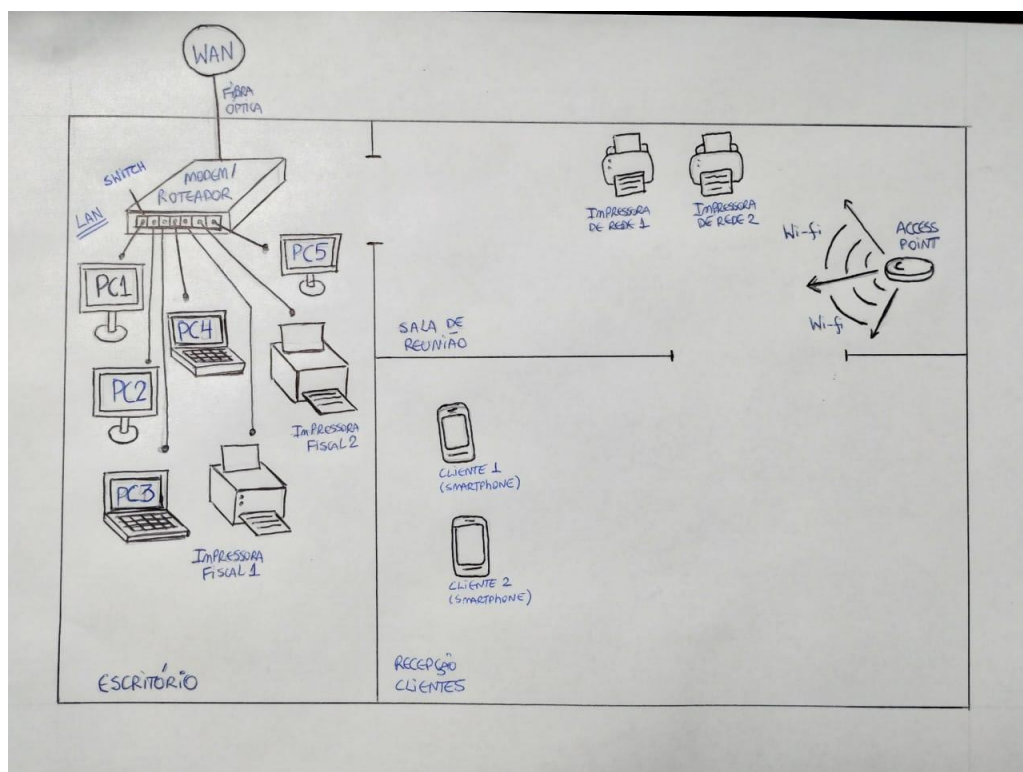 WAN
FIBRA
OPTICA
SWITCH
MODEM/
ROTEADOR
LAN
PC1
PC5
PC4
PC2
PC3
IMPRESSORA
FISCAL 2
IMPRESSORA
FISCAL 1
ESCRITÓRIO
IMPRESSORA
DE REDE 1
IMPRESSORA
DE REDE 2
Wi-fi
Wi-fi
ACCESS
POINT
SALA DE
REUNIÃO
CLIENTE 1
(SMARTPHONE)
CLIENTE 2
(SMARTPHONE)
RECEPÇÃO
CLIENTES